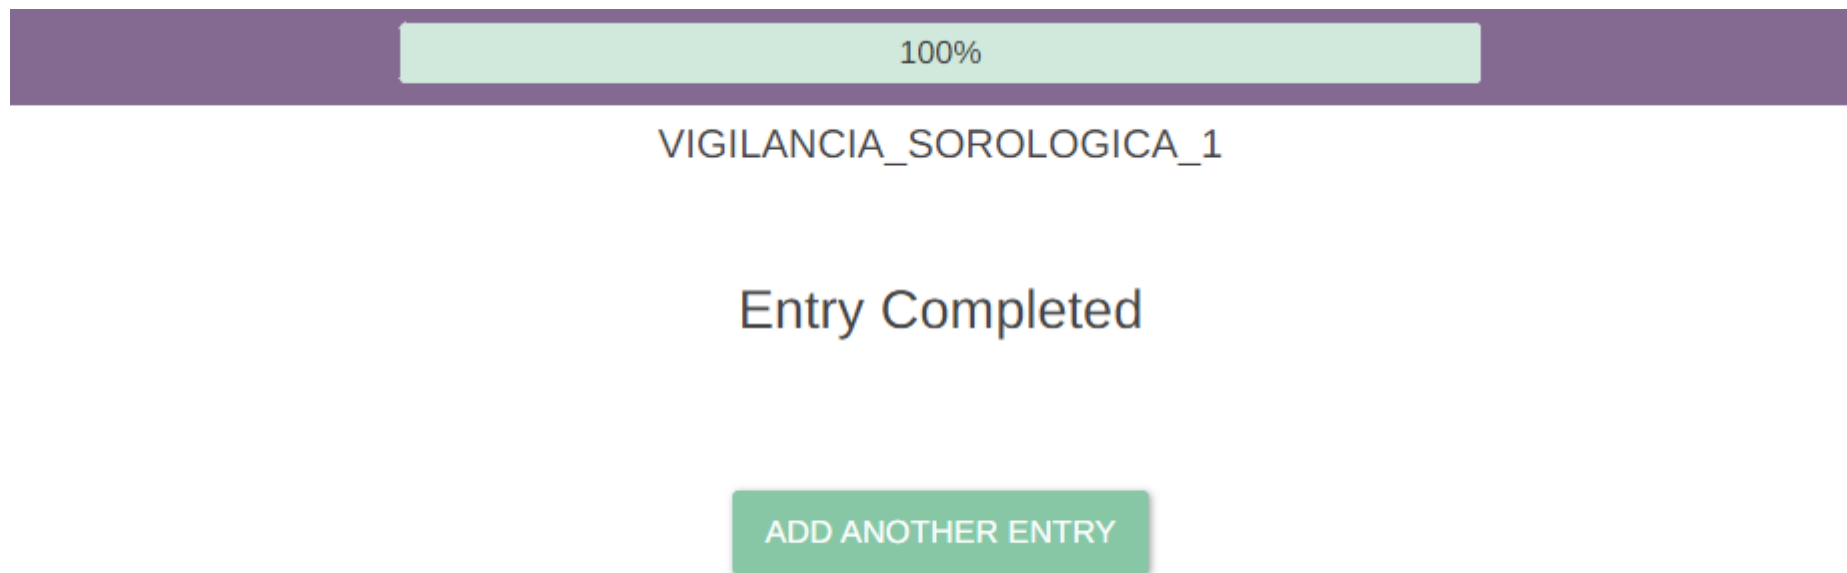 100%
VIGILANCIA_SOROLOGICA_1
Entry Completed
ADD ANOTHER ENTRY